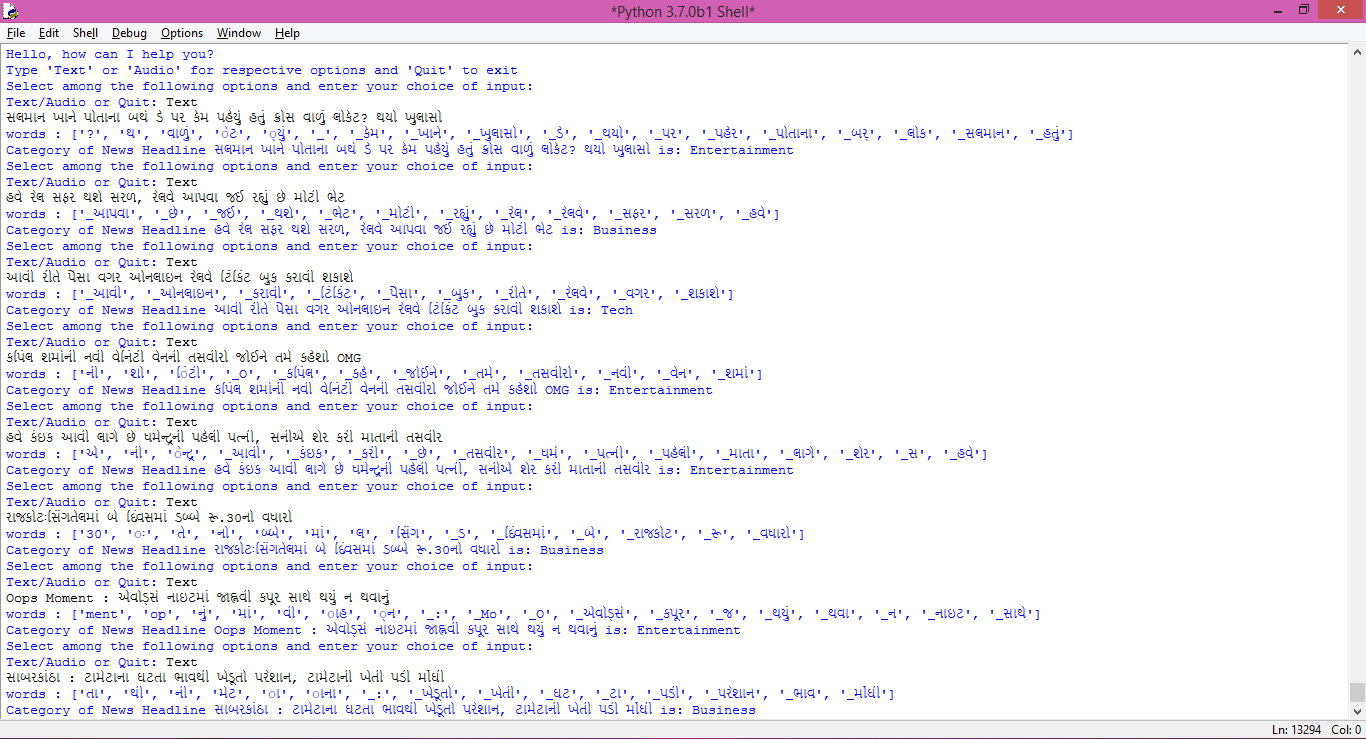 *Python 3.7.0b1 Shell*
File Edit Shell Debug Options Window Help
Hello, how can I help you?
Type 'Text' or 'Audio' for respective options and 'Quit' to exit
Select among the following options and enter your choice of input:
Text/Audio or Quit: Text
સલમાન ખાને પોતાના બર્થ ડે પર કેમ પહેર્યું હતું ક્રોસ વાળું લોકેટ? થયો ખુલાસો
words : ['?', 'થ', 'વાળું', 'ેટ', '્યું', '_', '_કેમ', '_ખાને', '_ખુલાસો', '_ડે', '_થયો', '_પર', '_પહેર', '_પોતાના', '_બર્', '_લોક', '_સલમાન', '_હતું']
Category of News Headline સલમાન ખાને પોતાના બર્થ ડે પર કેમ પહેર્યું હતું ક્રોસ વાળું લોકેટ? થયો ખુલાસો is: Entertainment
Select among the following options and enter your choice of input:
Text/Audio or Quit: Text
હવે રેલ સફર થશે સરળ, રેલવે આપવા જઈ રહ્યું છે મોટી ભેટ
words : ['_આપવા', '_છે', '_જઈ', '_થશે', '_ભેટ', '_મોટી', '_રહ્યું', '_રેલ', '_રેલવે', '_સફર', '_સરળ', '_હવે']
Category of News Headline હવે રેલ સફર થશે સરળ, રેલવે આપવા જઈ રહ્યું છે મોટી ભેટ is: Business
Select among the following options and enter your choice of input:
Text/Audio or Quit: Text
આવી રીતે પૈસા વગર ઓનલાઇન રેલવે ટિકિટ બુક કરાવી શકાશે
words : ['_આવી', '_ઓનલાઇન', '_કરાવી', '_ટિકિટ', '_પૈસા', '_બુક', '_રીતે', '_રેલવે', '_વગર', '_શકાશે']
Category of News Headline આવી રીતે પૈસા વગર ઓનલાઇન રેલવે ટિકિટ બુક કરાવી શકાશે is: Tech
Select among the following options and enter your choice of input:
Text/Audio or Quit: Text
કપિલ શર્માની નવી વેનિટી વેનની તસવીરો જોઈને તમે કહેશો OMG
words : ['ની', 'શો', 'િટી', '_O', '_કપિલ', '_કહે', '_જોઈને', '_તમે', '_તસવીરો', '_નવી', '_વેન', '_શર્મા']
Category of News Headline કપિલ શર્માની નવી વેનિટી વેનની તસવીરો જોઈને તમે કહેશો OMG is: Entertainment
Select among the following options and enter your choice of input:
Text/Audio or Quit: Text
હવે કંઇક આવી લાગે છે ધર્મેન્દ્રની પહેલી પત્ની, સનીએ શેર કરી માતાની તસવીર
words : ['એ', 'ની', 'ેન્દ્ર', '_આવી', '_કંઇક', '_કરી', '_છે', '_તસવીર', '_ધર્મ', '_પત્ની', '_પહેલી', '_માતા', '_લાગે', '_શેર', '_સ', '_હવે']
Category of News Headline હવે કંઇક આવી લાગે છે ધર્મેન્દ્રની પહેલી પત્ની, સનીએ શેર કરી માતાની તસવીર is: Entertainment
Select among the following options and enter your choice of input:
Text/Audio or Quit: Text
રાજકોટઃસિંગતેલમાં બે દિવસમાં ડબ્બે રૂ.30નો વધારો
words : ['30', 'ઃ', 'તે', 'નો', 'બ્બે', 'માં', 'લ', 'સિંગ', '_ડ', '_દિવસમાં', '_બે', '_રાજકોટ', '_રૂ', '_વધારો']
Category of News Headline રાજકોટઃસિંગતેલમાં બે દિવસમાં ડબ્બે રૂ.30નો વધારો is: Business
Select among the following options and enter your choice of input:
Text/Audio or Quit: Text
Oops Moment : એવોર્ડ્સ નાઇટમાં જાહ્નવી કપૂર સાથે થયું ન થવાનું
words : ['ment', 'op', 'નું', 'માં', 'વી', 'ાહ', '્ન', '_:', '_Mo', '_O', '_એવોર્ડ્સ', '_કપૂર', '_જ', '_થયું', '_થવા', '_ન', '_નાઇટ', '_સાથે']
Category of News Headline Oops Moment : એવોર્ડ્સ નાઇટમાં જાહ્નવી કપૂર સાથે થયું ન થવાનું is: Entertainment
Select among the following options and enter your choice of input:
Text/Audio or Quit: Text
સાબરકાંઠા : ટામેટાના ઘટતા ભાવથી ખેડૂતો પરેશાન, ટામેટાની ખેતી પડી મોંઘી
words : ['તા', 'થી', 'ની', 'મેટ', 'ા', 'ાના', '_:', '_ખેડૂતો', '_ખેતી', '_ઘટ', '_ટા', '_પડી', '_પરેશાન', '_ભાવ', '_મોંઘી']
Category of News Headline સાબરકાંઠા : ટામેટાના ઘટતા ભાવથી ખેડૂતો પરેશાન, ટામેટાની ખેતી પડી મોંઘી is: Business
Ln: 13294 Col: 0